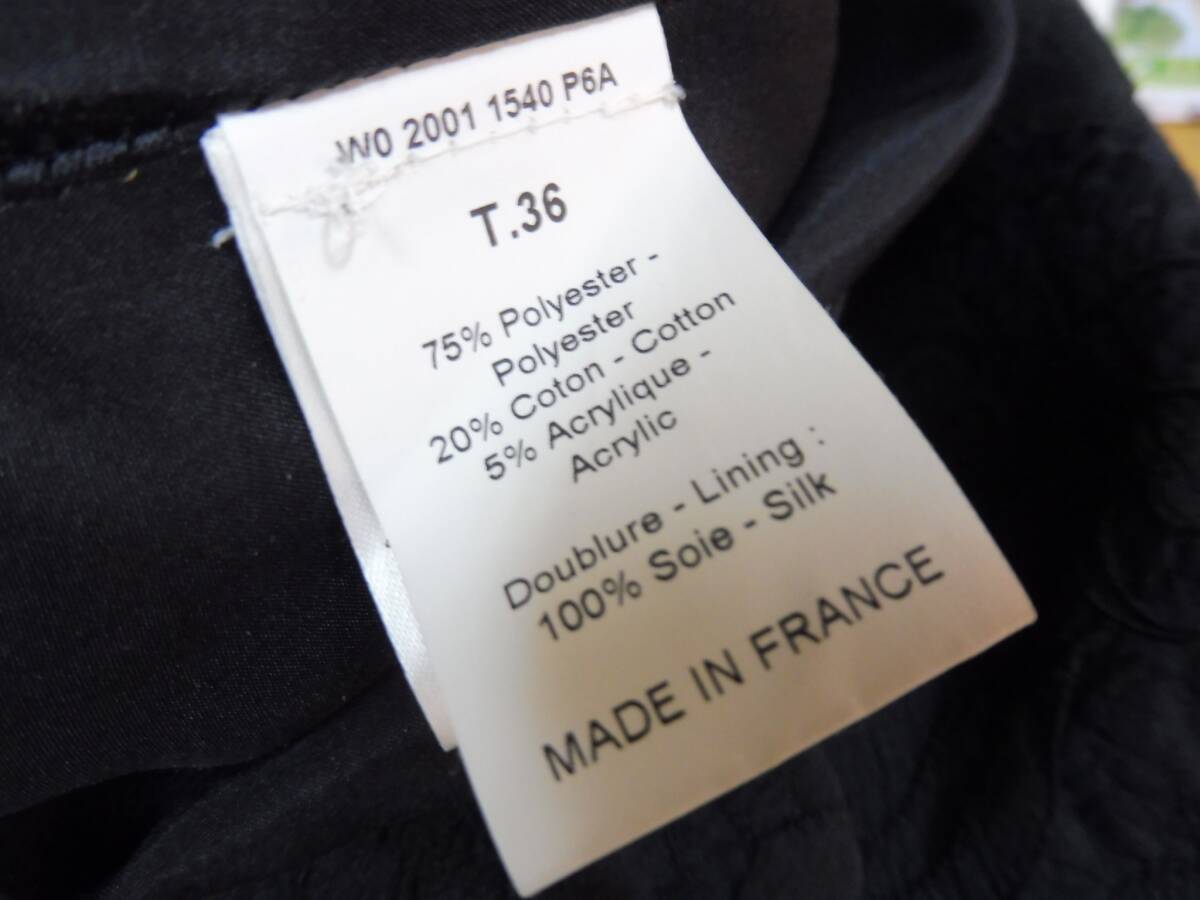 W0 2001 1540 P6A
T.36
75% Polyester -
Polyester
20% Coton - Cotton
5% Acrylique -
Acrylic
Doublure - Lining :
100% Soie - Silk
MADE IN FRANCE